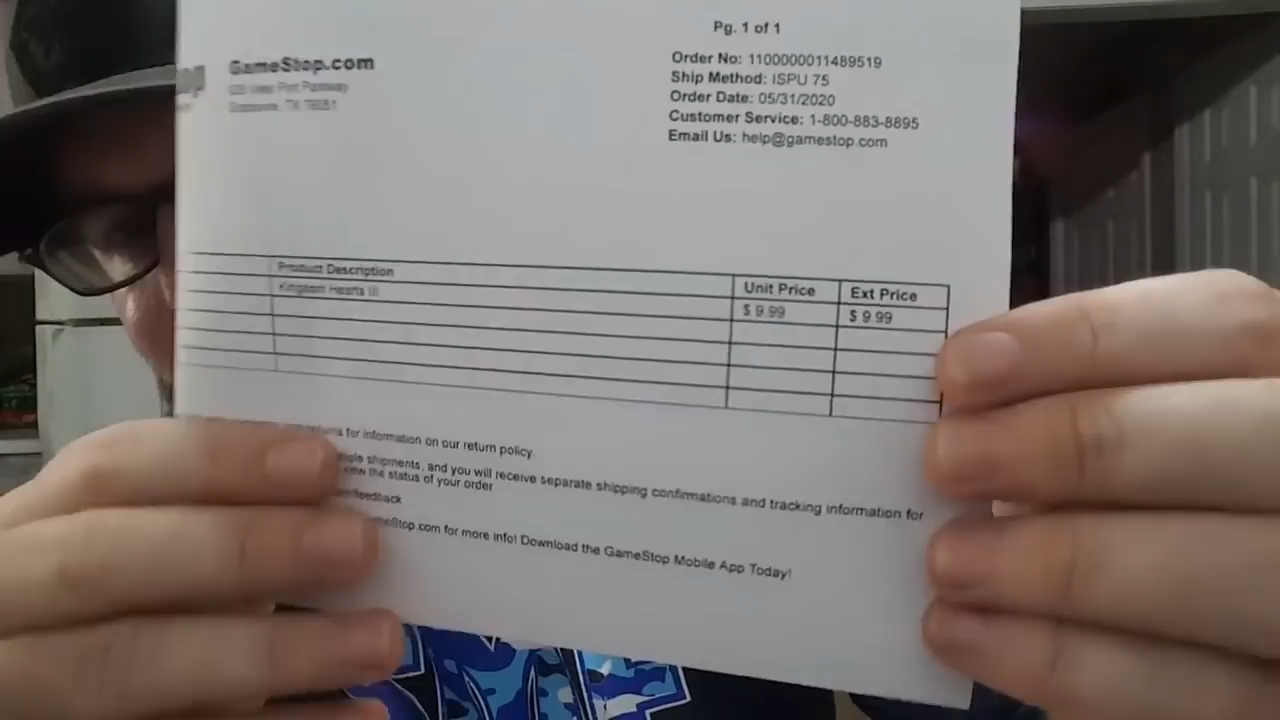 Pg. 1 of 1
GameStop.com
Order No: 1100000011489519
Ship Method: ISPU 75
Order Date: 05/31/2020
Customer Service: 1-800-883-8895
Email Us: help@gamestop.com
Product Description Unit Price Ext Price
Kingdom Hearts III $ 9.99 $ 9.99
for information on our return policy.
shipments, and you will receive separate shipping confirmations and tracking information for
view the status of your order
feedback
.com for more info! Download the GameStop Mobile App Today!